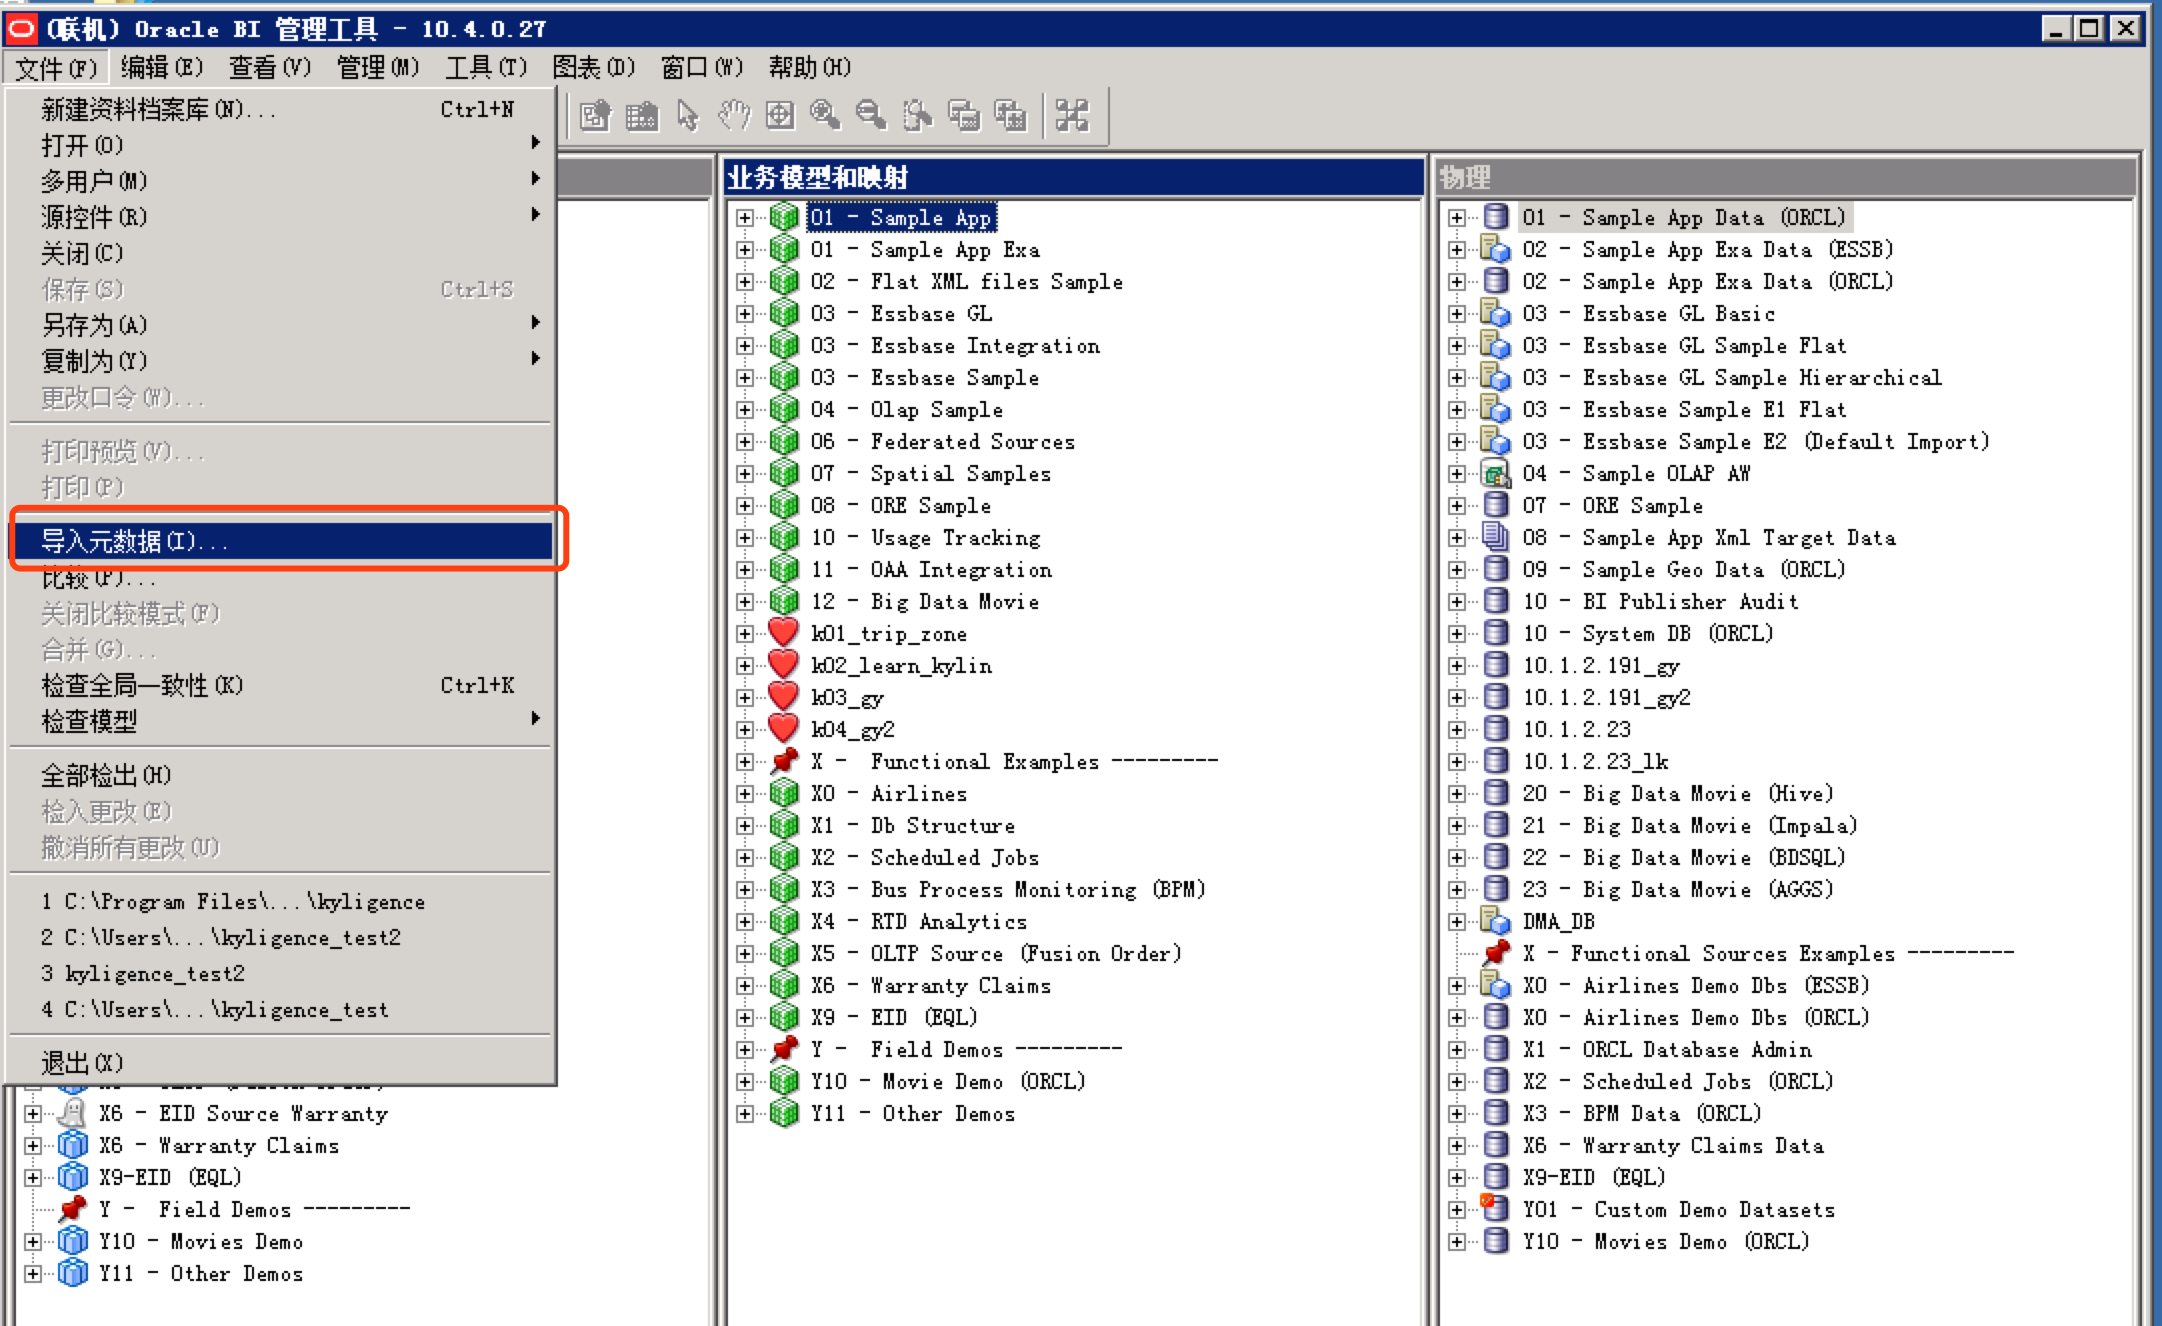 (联机) Oracle BI 管理工具 - 10.4.0.27
文件(F) 编辑(E) 查看(V) 管理(M) 工具(T) 图表(D) 窗口(W) 帮助(H)
新建资料档案库(N)... Ctrl+N
打开(O)
多用户(M)
源控件(R)
关闭(C)
保存(S) Ctrl+S
另存为(A)
复制为(Y)
更改口令(W)...
打印预览(V)...
打印(P)
导入元数据(I)...
比较(P)...
关闭比较模式(F)
合并(G)...
检查全局一致性(K) Ctrl+K
检查模型
全部检出(H)
检入更改(E)
撤消所有更改(U)
1 C:\Program Files\...\kyligence
2 C:\Users\...\kyligence_test2
3 kyligence_test2
4 C:\Users\...\kyligence_test
退出(X)
X6 - EID Source Warranty
X6 - Warranty Claims
X9-EID (EQL)
Y - Field Demos ---------
Y10 - Movies Demo
Y11 - Other Demos
业务模型和映射
01 - Sample App
01 - Sample App Exa
02 - Flat XML files Sample
03 - Essbase GL
03 - Essbase Integration
03 - Essbase Sample
04 - Olap Sample
06 - Federated Sources
07 - Spatial Samples
08 - ORE Sample
10 - Usage Tracking
11 - OAA Integration
12 - Big Data Movie
k01_trip_zone
k02_learn_kylin
k03_gy
k04_gy2
X - Functional Examples ---------
X0 - Airlines
X1 - Db Structure
X2 - Scheduled Jobs
X3 - Bus Process Monitoring (BPM)
X4 - RTD Analytics
X5 - OLTP Source (Fusion Order)
X6 - Warranty Claims
X9 - EID (EQL)
Y - Field Demos ---------
Y10 - Movie Demo (ORCL)
Y11 - Other Demos
物理
01 - Sample App Data (ORCL)
02 - Sample App Exa Data (ESSB)
02 - Sample App Exa Data (ORCL)
03 - Essbase GL Basic
03 - Essbase GL Sample Flat
03 - Essbase GL Sample Hierarchical
03 - Essbase Sample E1 Flat
03 - Essbase Sample E2 (Default Import)
04 - Sample OLAP AW
07 - ORE Sample
08 - Sample App Xml Target Data
09 - Sample Geo Data (ORCL)
10 - BI Publisher Audit
10 - System DB (ORCL)
10.1.2.191_gy
10.1.2.191_gy2
10.1.2.23
10.1.2.23_lk
20 - Big Data Movie (Hive)
21 - Big Data Movie (Impala)
22 - Big Data Movie (BDSQL)
23 - Big Data Movie (AGGS)
DMA_DB
X - Functional Sources Examples ---------
X0 - Airlines Demo Dbs (ESSB)
X0 - Airlines Demo Dbs (ORCL)
X1 - ORCL Database Admin
X2 - Scheduled Jobs (ORCL)
X3 - BPM Data (ORCL)
X6 - Warranty Claims Data
X9-EID (EQL)
Y01 - Custom Demo Datasets
Y10 - Movies Demo (ORCL)